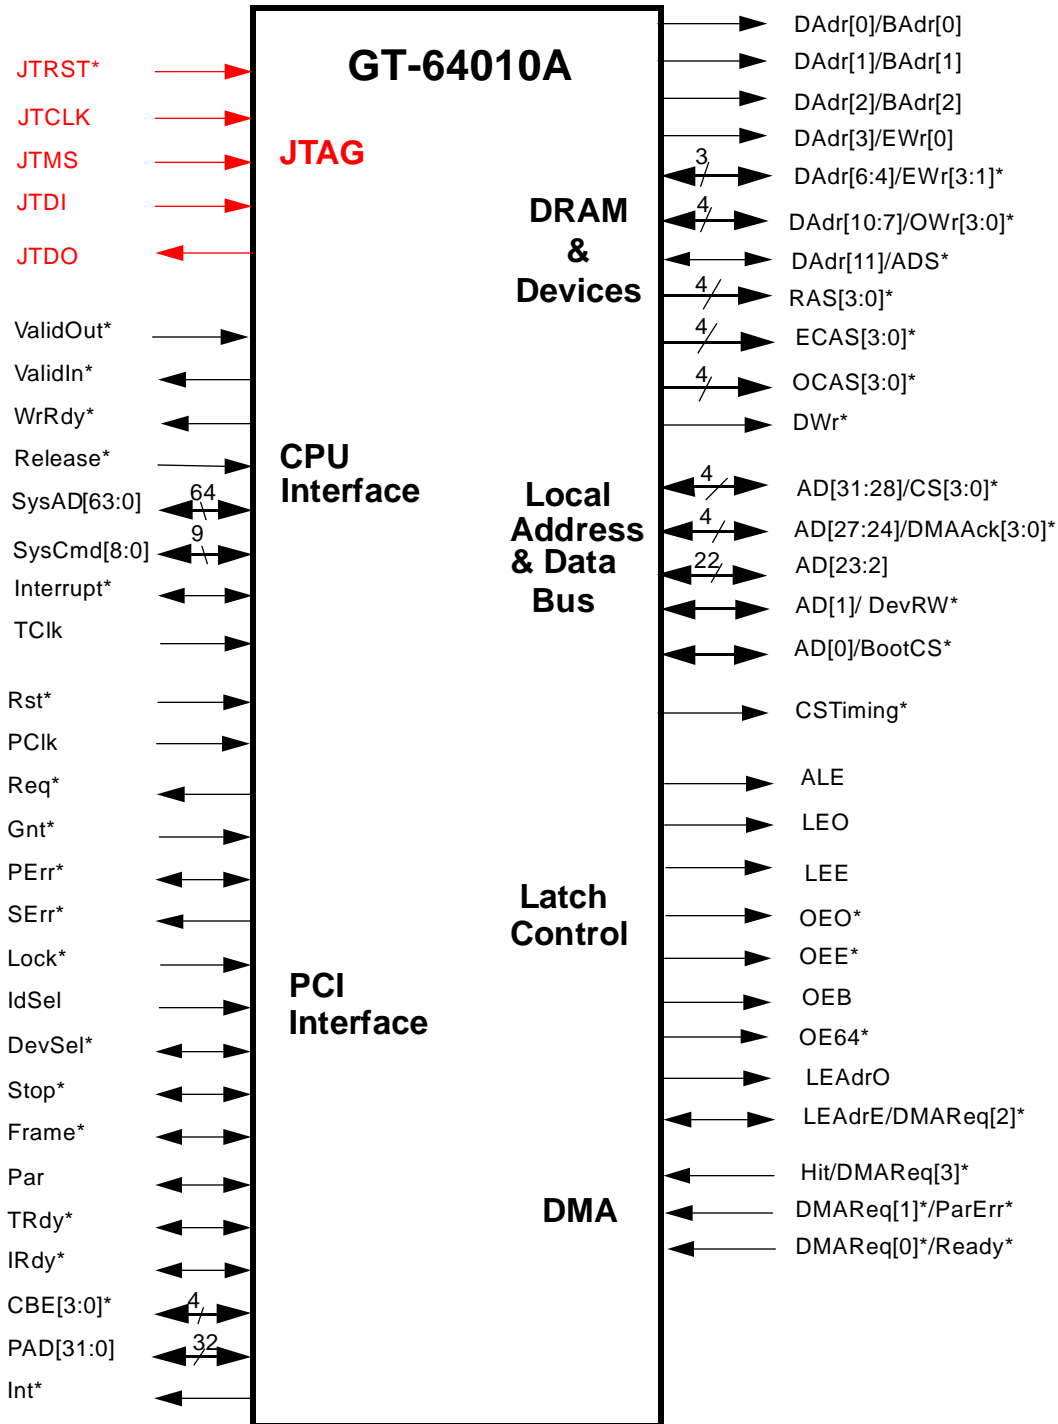 GT-64010A
JTRST*
JTCLK
JTMS
JTDI
JTDO
JTAG
ValidOut*
ValidIn*
WrRdy*
Release*
SysAD[63:0]
64
SysCmd[8:0]
9
Interrupt*
TClk
CPU
Interface
Rst*
PClk
Req*
Gnt*
PErr*
SErr*
Lock*
IdSel
DevSel*
Stop*
Frame*
Par
TRdy*
IRdy*
CBE[3:0]*
4
PAD[31:0]
32
Int*
PCI
Interface
DRAM
&
Devices
DAdr[0]/BAdr[0]
DAdr[1]/BAdr[1]
DAdr[2]/BAdr[2]
DAdr[3]/EWr[0]
3
DAdr[6:4]/EWr[3:1]*
4
DAdr[10:7]/OWr[3:0]*
DAdr[11]/ADS*
4
RAS[3:0]*
4
ECAS[3:0]*
4
OCAS[3:0]*
DWr*
Local
Address
& Data
Bus
4
AD[31:28]/CS[3:0]*
4
AD[27:24]/DMAAck[3:0]*
22
AD[23:2]
AD[1]/ DevRW*
AD[0]/BootCS*
CSTiming*
Latch
Control
ALE
LEO
LEE
OEO*
OEE*
OEB
OE64*
LEAdrO
LEAdrE/DMAReq[2]*
DMA
Hit/DMAReq[3]*
DMAReq[1]*/ParErr*
DMAReq[0]*/Ready*